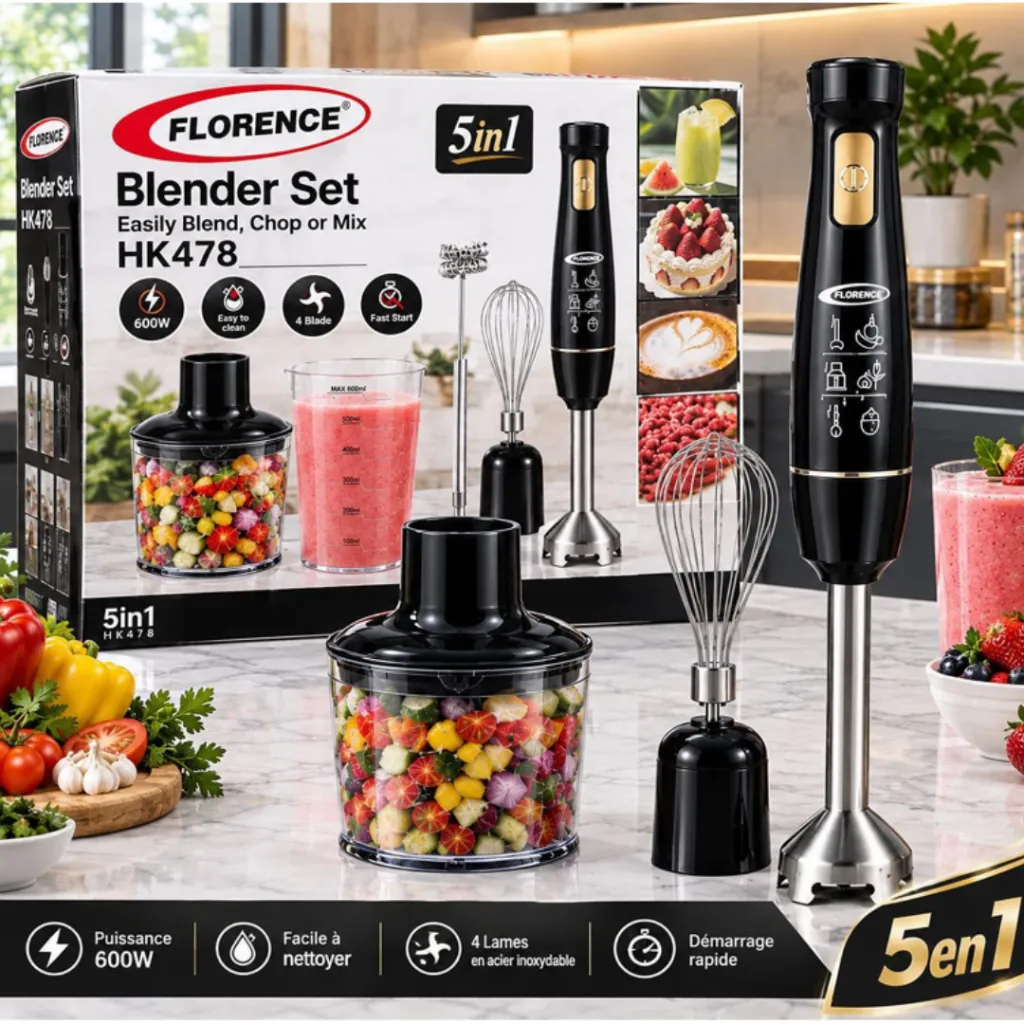 FLORENCE®
5in1
Blender Set
Easily Blend, Chop or Mix
HK478
600W
Easy to
clean
4 Blade
Fast Start
MAX 600ml
500ml
400ml
300ml
200ml
100ml
FLORENCE
5in1
HK478
FLORENCE
Blender Set
HK478
FLORENCE
Puissance
600W
Facile à
nettoyer
4 Lames
en acier inoxydable
Démarrage
rapide
5en1